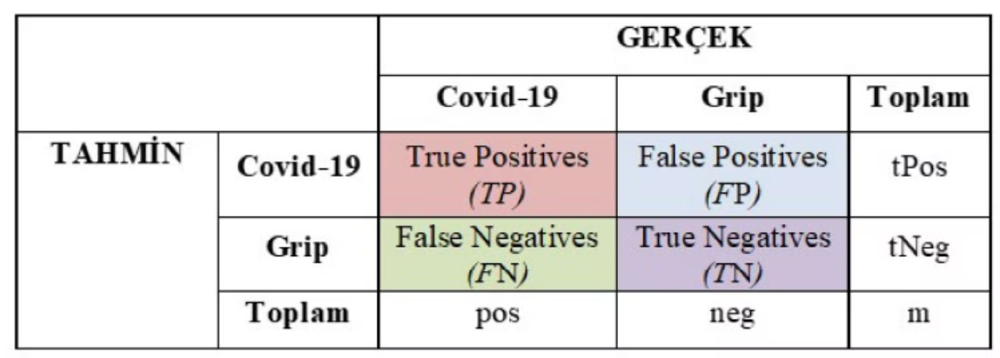 GERÇEK
Covid-19 Grip Toplam
TAHMİN Covid-19 True Positives (TP) False Positives (FP) tPos
Grip False Negatives (FN) True Negatives (TN) tNeg
Toplam pos neg m